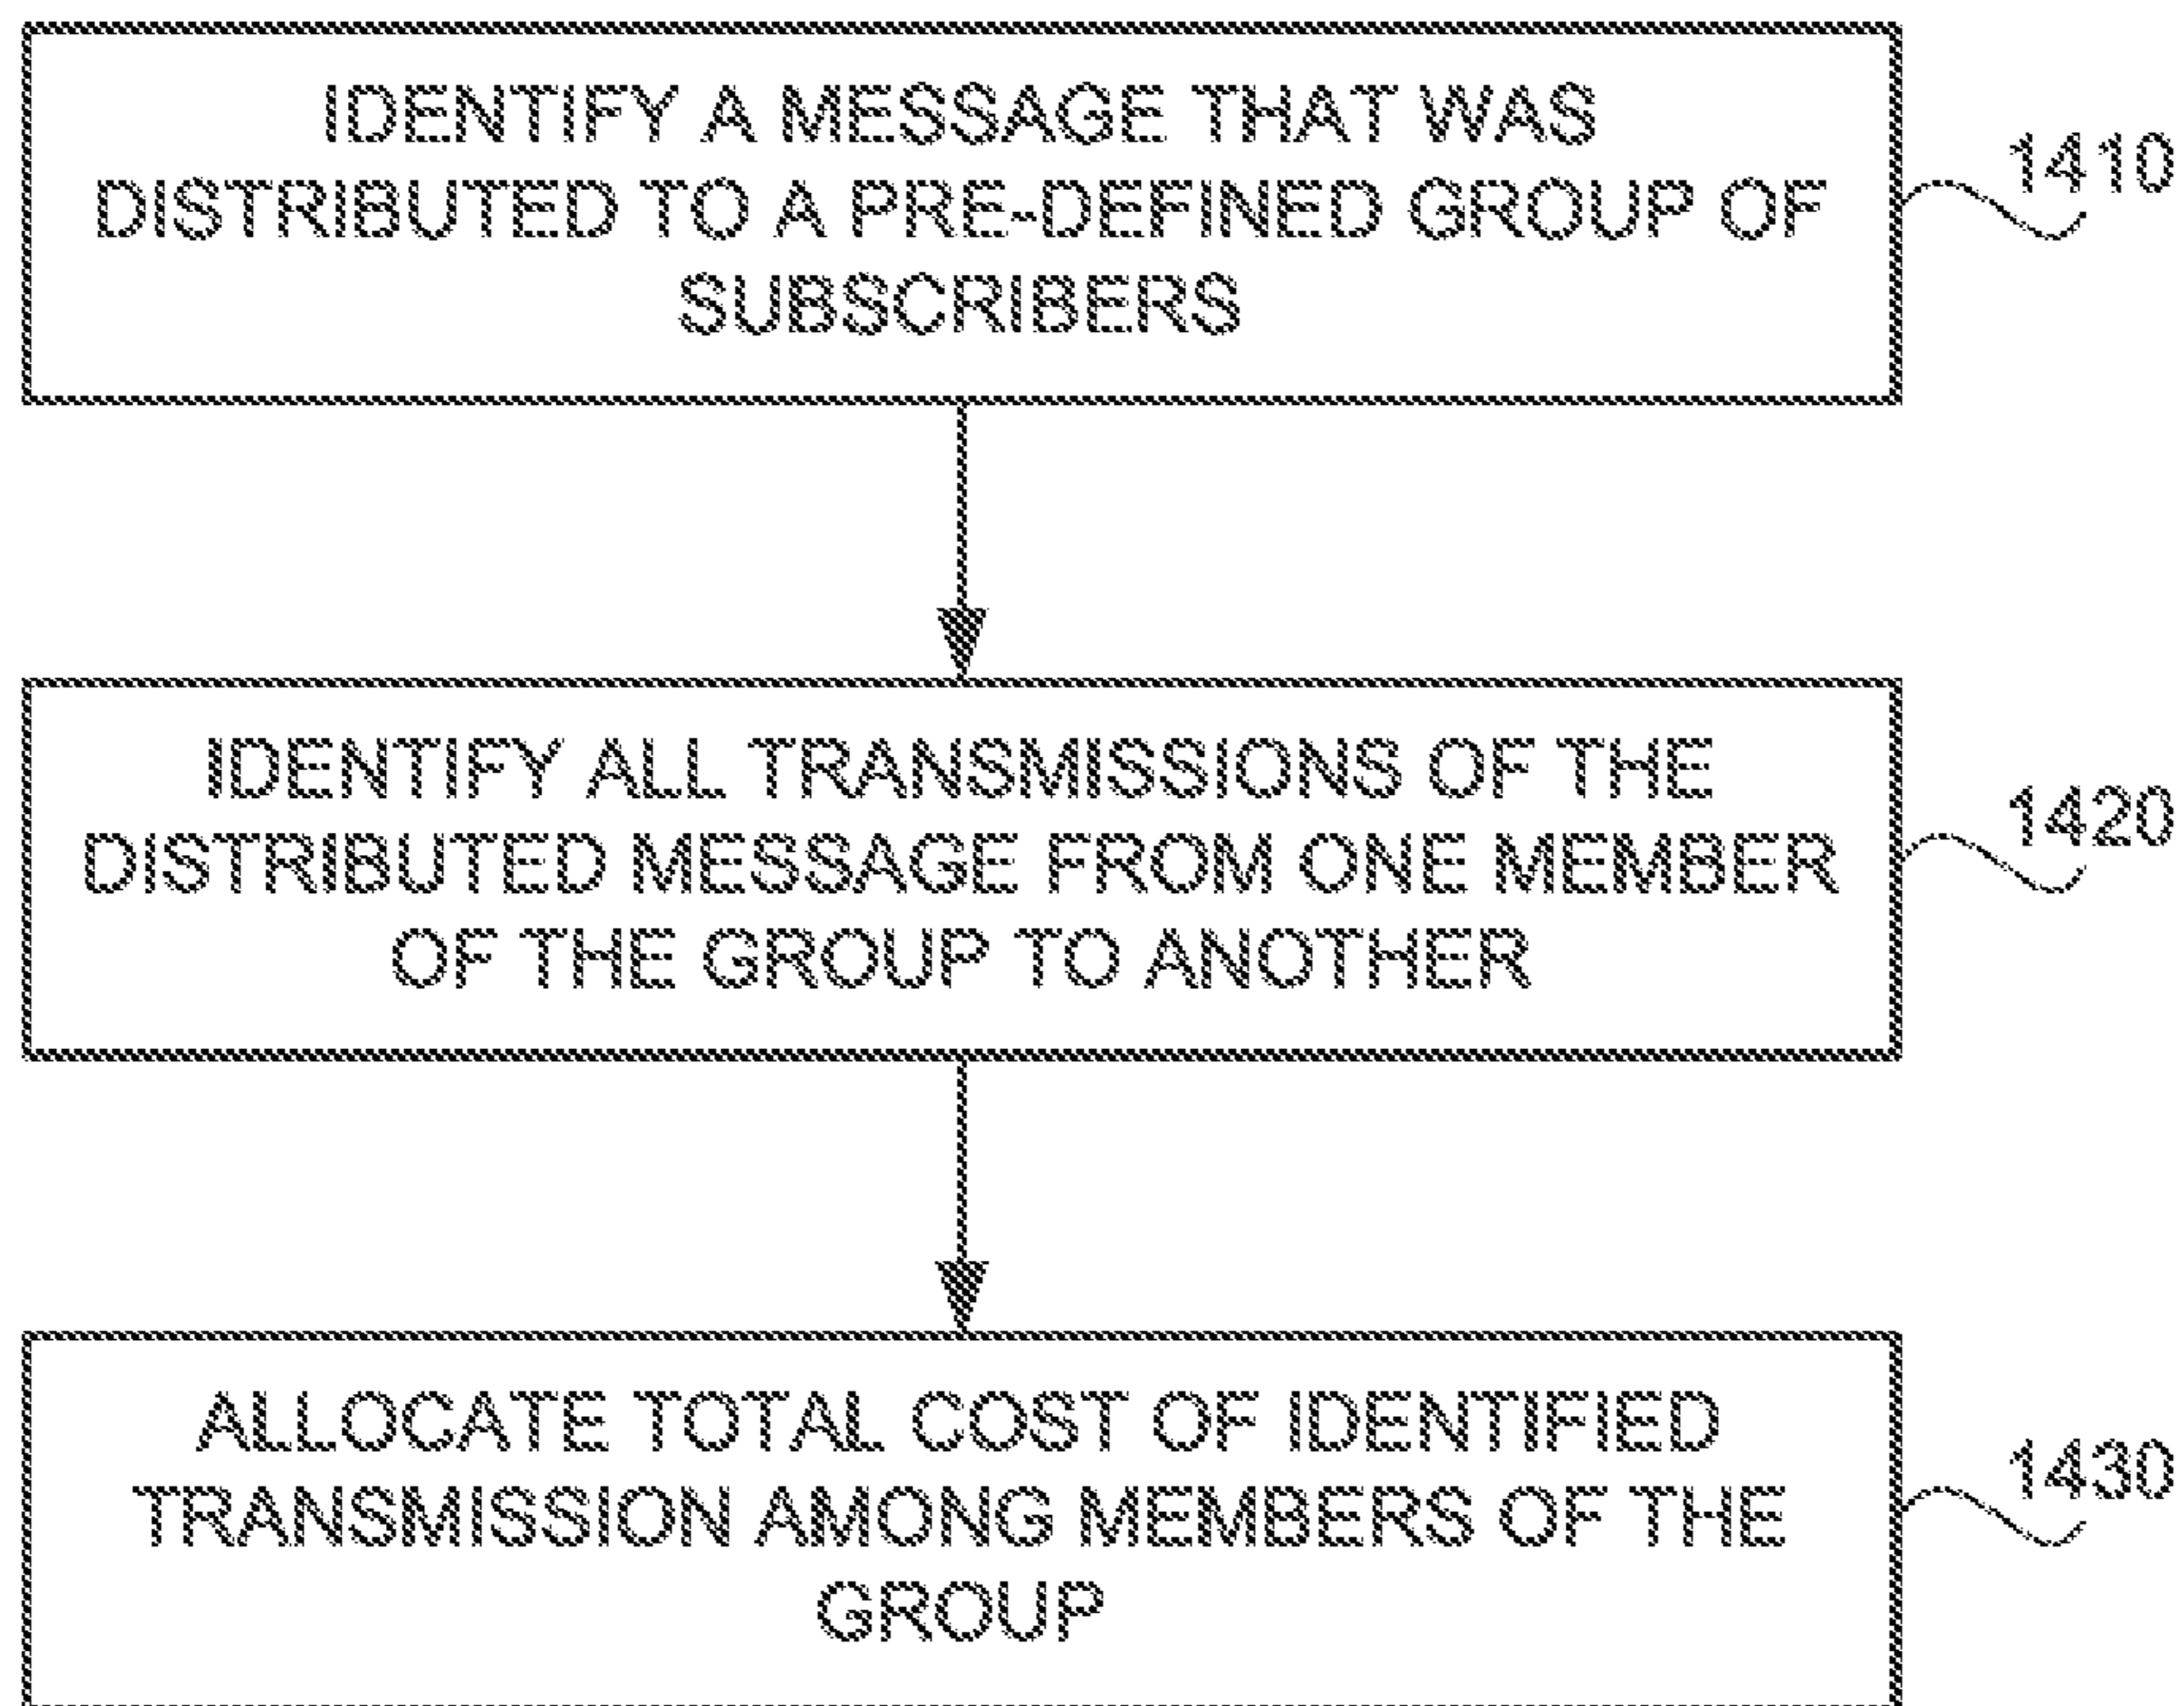 IDENTIFY A MESSAGE THAT WAS
DISTRIBUTED TO A PRE-DEFINED GROUP OF
SUBSCRIBERS
1410
IDENTIFY ALL TRANSMISSIONS OF THE
DISTRIBUTED MESSAGE FROM ONE MEMBER
OF THE GROUP TO ANOTHER
1420
ALLOCATE TOTAL COST OF IDENTIFIED
TRANSMISSION AMONG MEMBERS OF THE
GROUP
1430